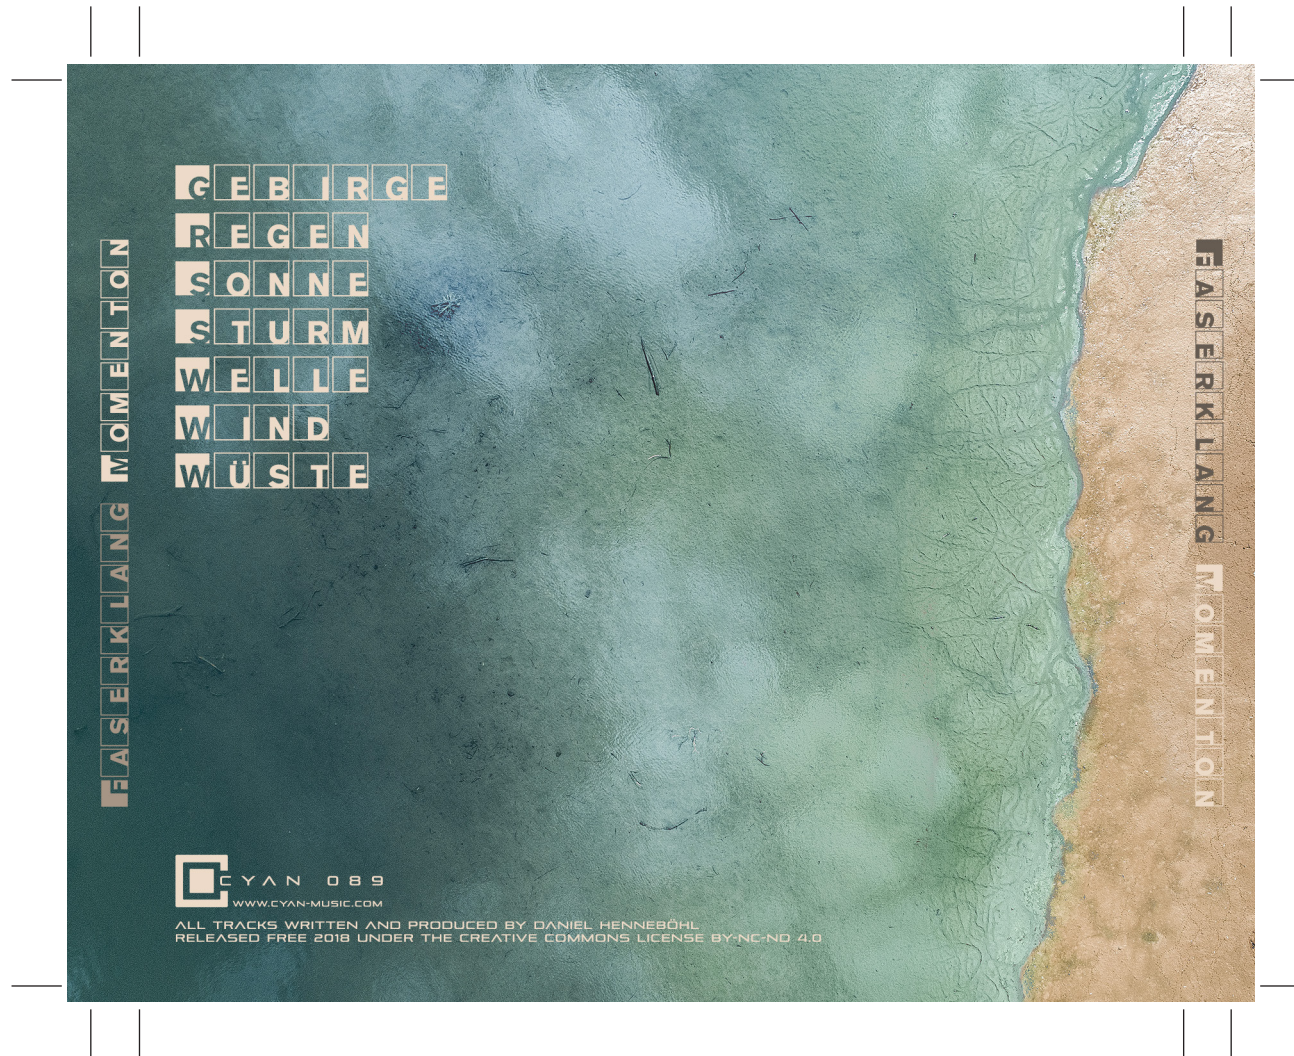 FASERKLANG MOMENTON
GEBIRGE
REGEN
SONNE
STURM
WELLE
WIND
WÜSTE
CYAN 089
WWW.CYAN-MUSIC.COM
ALL TRACKS WRITTEN AND PRODUCED BY DANIEL HENNEBÖHL
RELEASED FREE 2018 UNDER THE CREATIVE COMMONS LICENSE BY-NC-ND 4.0
FASERKLANG MOMENTON